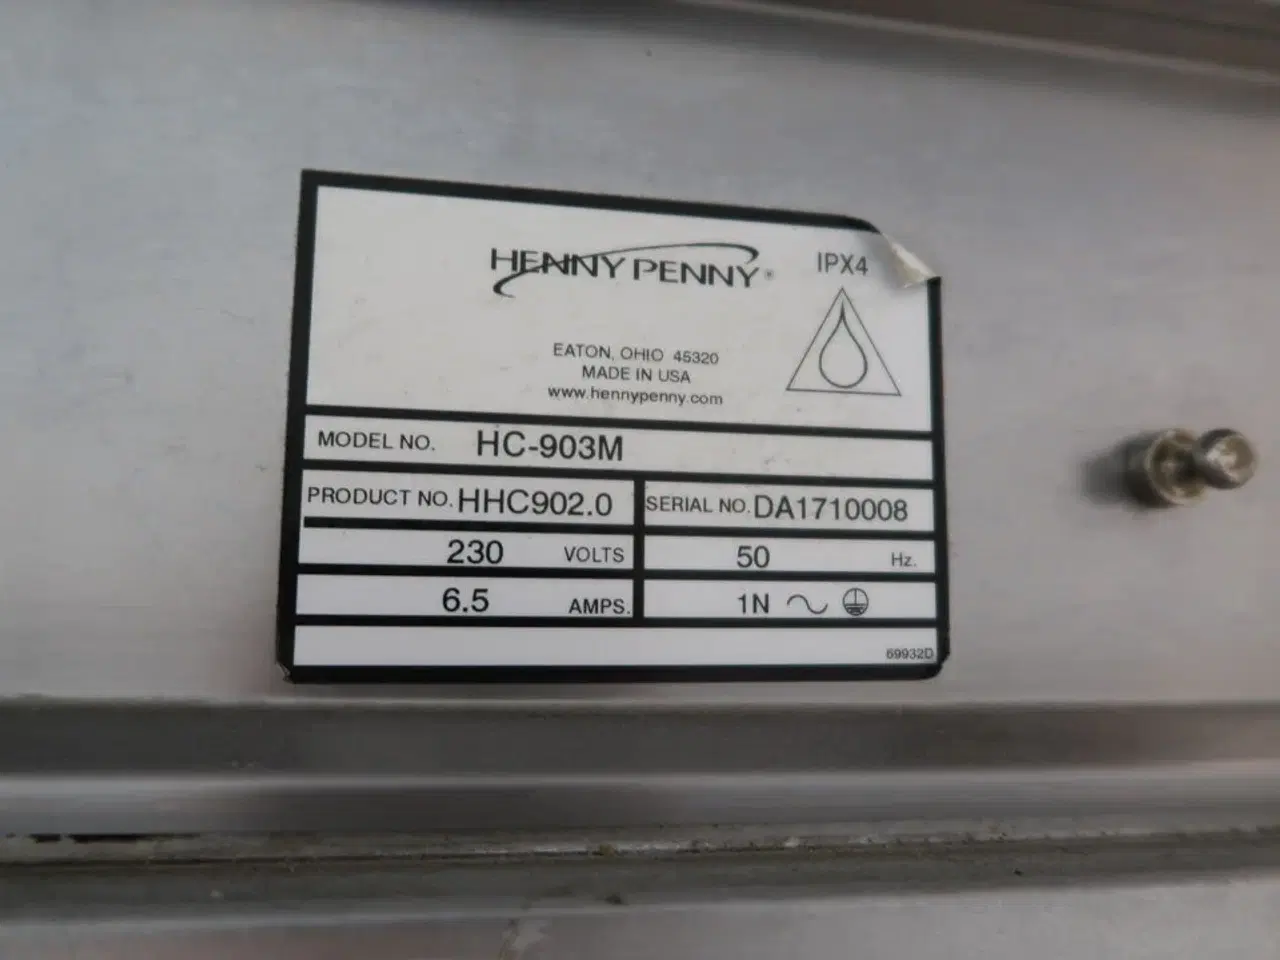 HENNY PENNY®
IPX4
EATON, OHIO 45320
MADE IN USA
www.hennypenny.com
MODEL NO. HC-903M
PRODUCT NO. HHC902.0 SERIAL NO. DA1710008
230 VOLTS 50 Hz.
6.5 AMPS. 1N
69932D